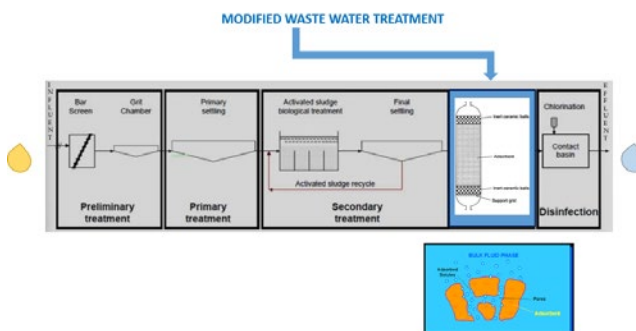 MODIFIED WASTE WATER TREATMENT
INFLUENT
Bar
Screen
Grit
Chamber
Preliminary
treatment
Primary
settling
Primary
treatment
Activated sludge
biological treatment
Final
settling
Activated sludge recycle
Secondary
treatment
Inert ceramic balls
Adsorbent
Inert ceramic balls
Support grid
Chlorination
Contact
basin
Disinfection
EFFLUENT
BULK FLUID PHASE
Adsorbed
Solutes
Pores
Adsorbent